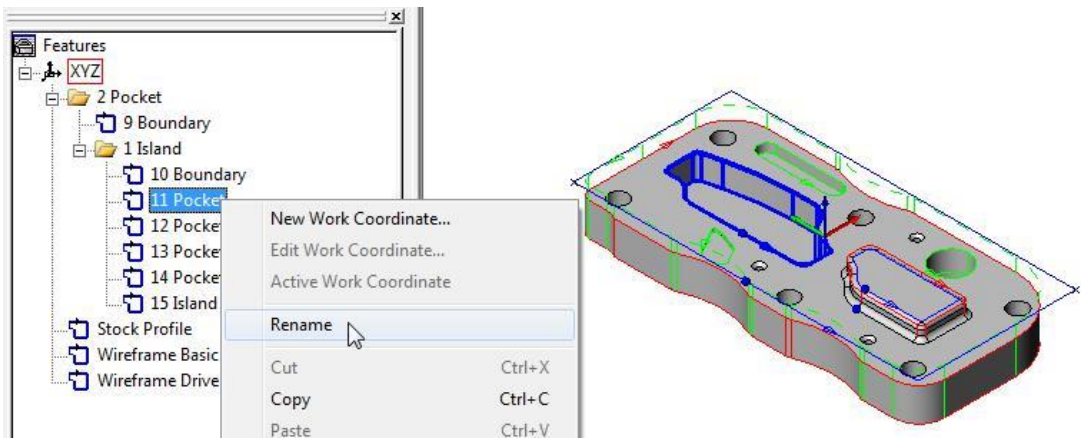 Features
XYZ
2 Pocket
9 Boundary
1 Island
10 Boundary
11 Pocket
12 Pocke
13 Pocke
14 Pocke
15 Island
Stock Profile
Wireframe Basic
Wireframe Drive
New Work Coordinate...
Edit Work Coordinate...
Active Work Coordinate
Rename
Cut Ctrl+X
Copy Ctrl+C
Paste Ctrl+V